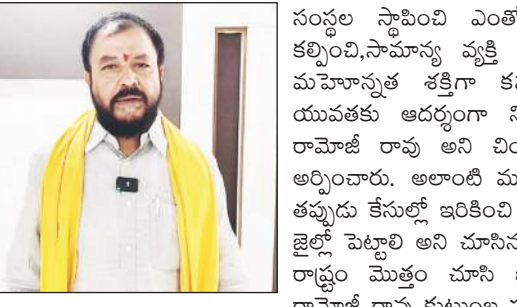 సంస్థల స్థాపించి ఎంతో
కల్పించి,సామాన్య వ్యక్తి
మహెూన్నత శక్తిగా
యువతకు ఆదర్శంగా
రామోజీ రావు అని
అర్పించారు. అలాంటి
తప్పుడు కేసుల్లో ఇరికించి
జైల్లో పెట్టాలి అని
రాష్ట్రం మొత్తం చూసి